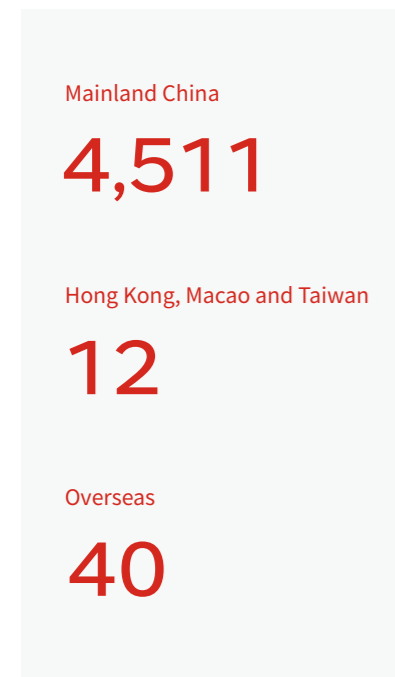 Mainland China
4,511
Hong Kong, Macao and Taiwan
12
Overseas
40